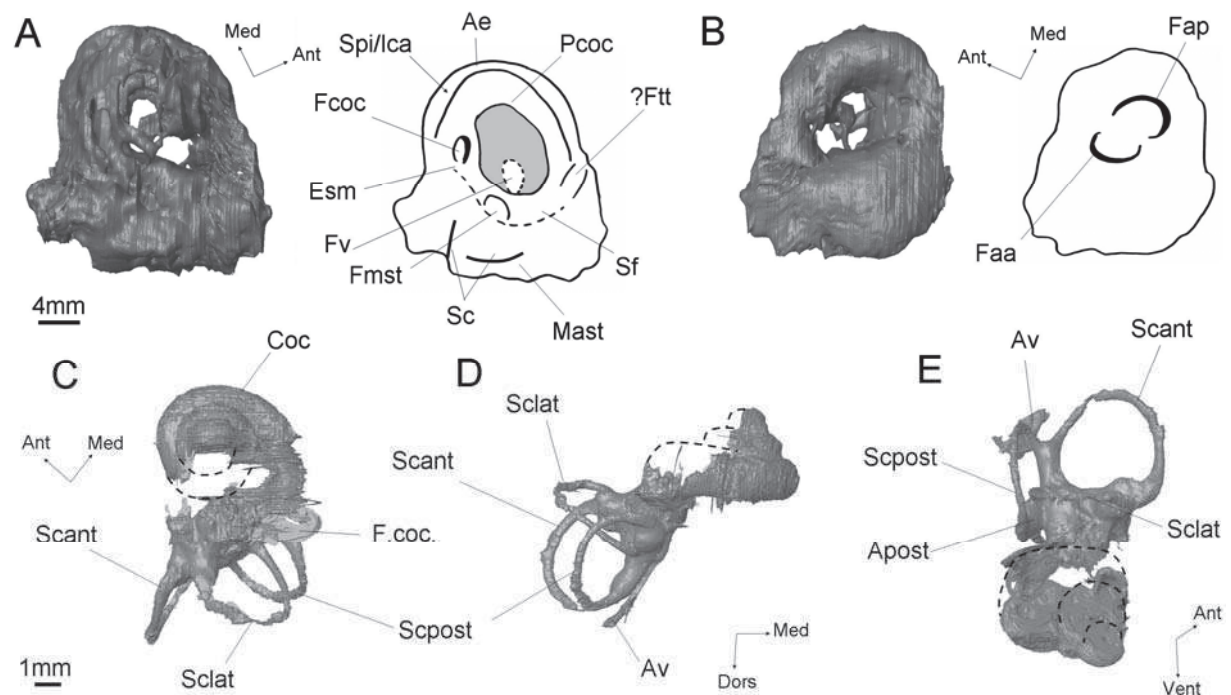 A
Med
Ant
Ae
Spi/Ica
Pcoc
Fcoc
?Ftt
Esm
Fv
Fmst
Sf
Sc
Mast
4mm
B
Ant
Med
Fap
Faa
C
Coc
Ant
Med
Scant
F.coc.
Scpost
Sclat
1mm
D
Sclat
Scant
Av
Med
Dors
E
Av
Scant
Scpost
Sclat
Apost
Ant
Vent